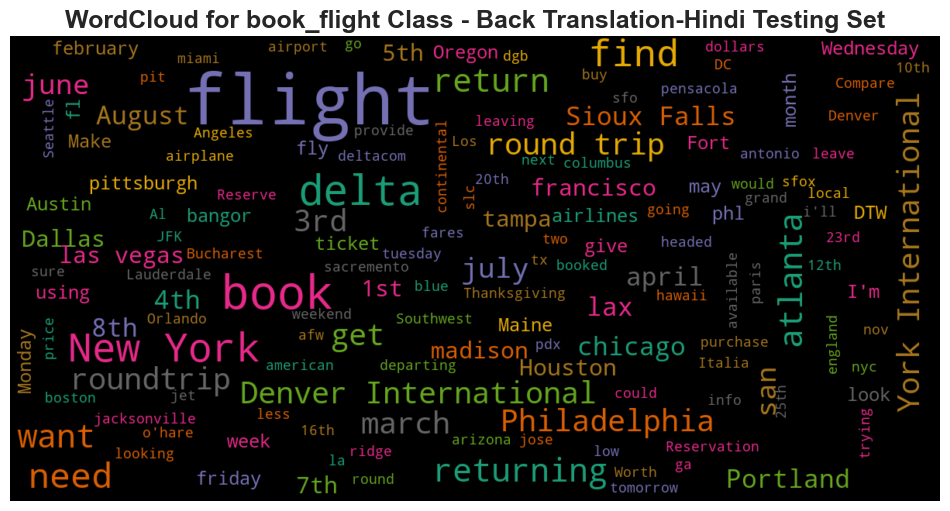 WordCloud for book_flight Class - Back Translation-Hindi Testing Set
february
miami
airport
go
5th
Oregon
dgb
find
dollars
DC
Wednesday
10th
june
pit
flight
return
buy
pensacola
month
Compare
Seattle
fl
August
Angeles
provide
sfo
Sioux Falls
Denver
Make
airplane
fly
deltacom
continental
Los
leaving
round trip
Fort
antonio
leave
York International
next
columbus
pittsburgh
Reserve
delta
slc
20th
francisco
may
would
sfox
local
Austin
Al
bangor
3rd
tampa
airlines
going
phl
grand
i'll
DTW
Dallas
JFK
Bucharest
ticket
fares
two
give
headed
atlanta
23rd
las vegas
tuesday
sure
Lauderdale
sacremento
july
tx
booked
april
available
paris
12th
using
4th
book
1st
blue
Thanksgiving
lax
hawaii
I'm
8th
Orlando
weekend
Southwest
Maine
england
nov
Monday
price
New York
afw
get
madison
pdx
chicago
purchase
Italia
nyc
roundtrip
american
departing
Houston
san
25th
look
boston
jet
Denver International
could
info
jacksonville
less
march
Philadelphia
trying
want
o'hare
week
16th
arizona
jose
low
Reservation
looking
la
ridge
ga
need
friday
7th
round
returning
Worth
tomorrow
Portland